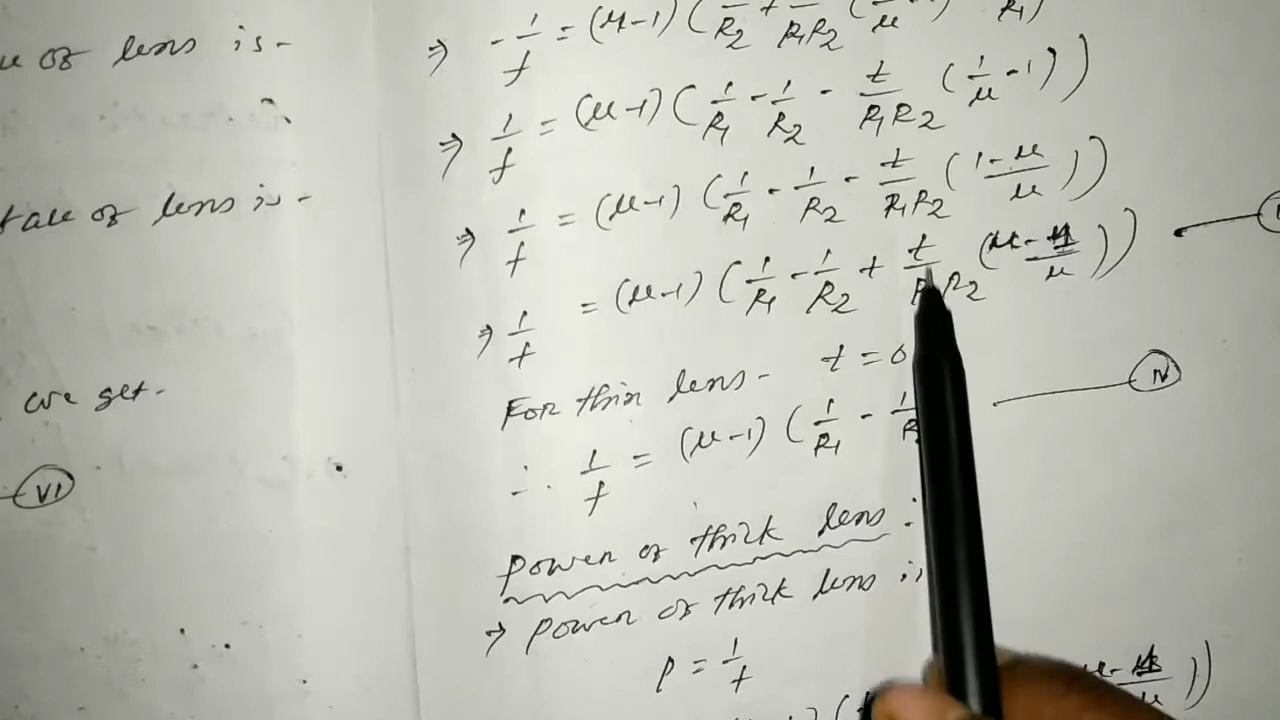 u of lens is -
tace of lens is -
we get -
VI
⇒ - 1/f = (μ-1) (1/R2 + t/R1R2 (1/μ
⇒ 1/f = (μ-1) (1/R1 - 1/R2 - t/R1R2 (1/μ - 1))
⇒ 1/f = (μ-1) (1/R1 - 1/R2 - t/R1R2 (1-μ/μ))
⇒ 1/f = (μ-1) (1/R1 - 1/R2 + t/R1R2 (μ-1/μ))
For thin lens - t = 0
∴ 1/f = (μ-1) (1/R1 - 1/R
IV
Power of thick lens :
→ Power of thick lens is
P = 1/f